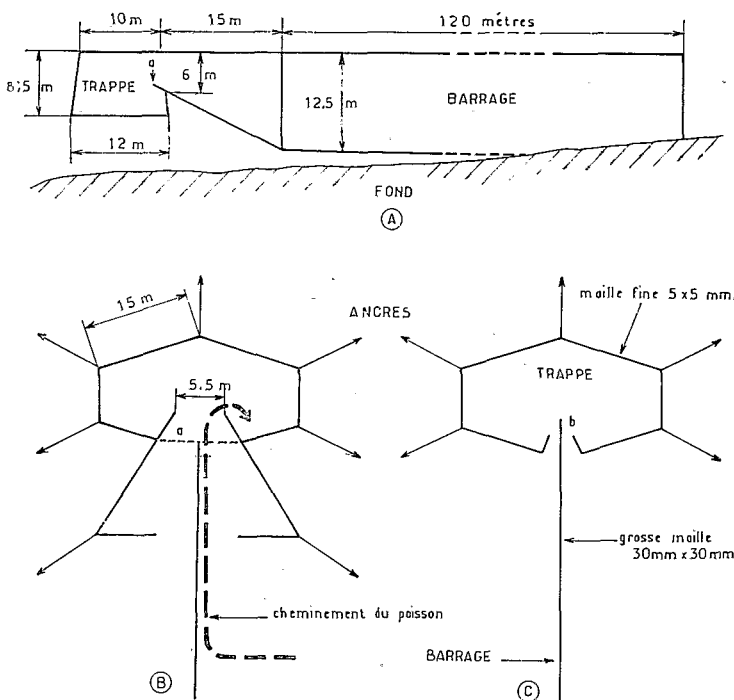 10 m 15 m 120 métres
a
8,5 m TRAPPE 6 m
12,5 m BARRAGE
12 m
FOND
A
15 m ANCRES maille fine 5 x 5 mm.
5,5 m TRAPPE
a b
grosse maille
30mm x 30mm
cheminement du poisson
BARRAGE
B C